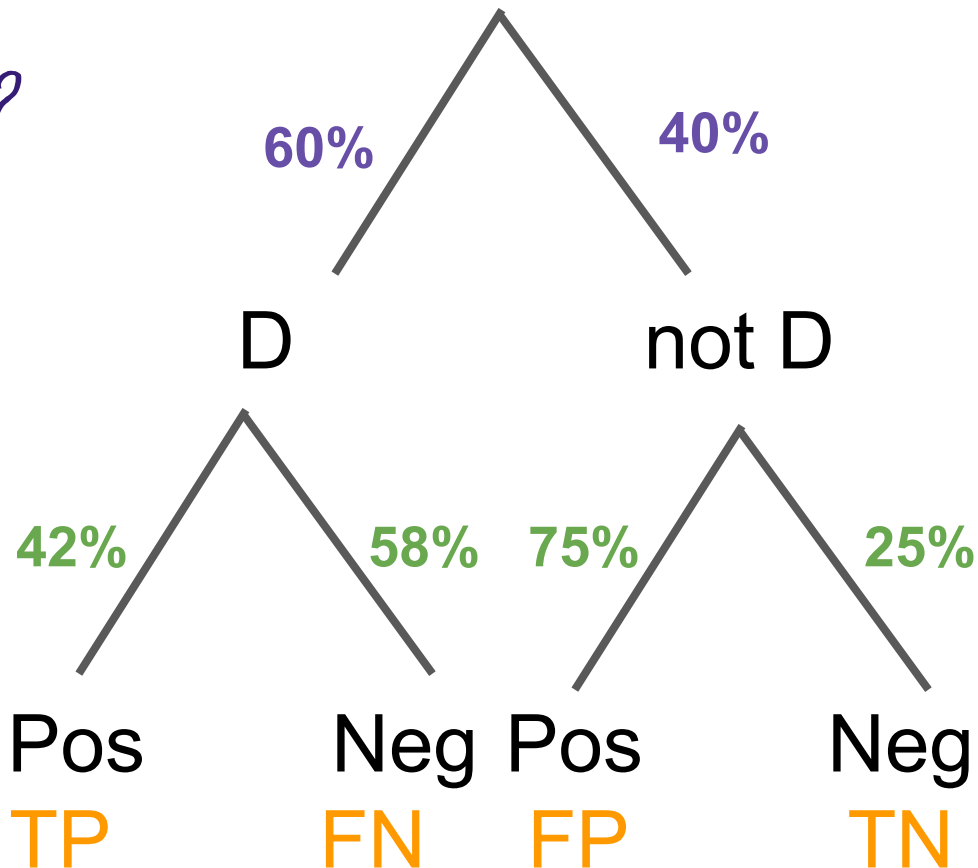 60% 40%
D not D
42% 58% 75% 25%
Pos Neg Pos Neg
TP FN FP TN